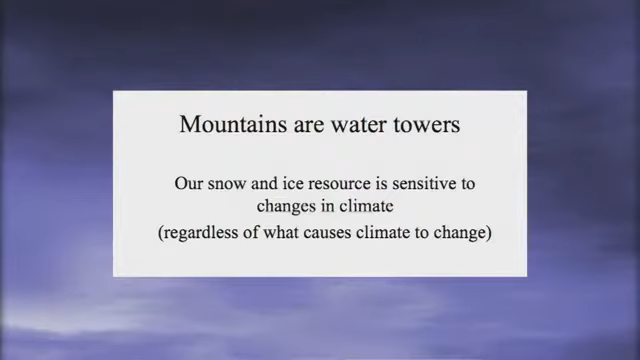 Mountains are water towers
Our snow and ice resource is sensitive to
changes in climate
(regardless of what causes climate to change)